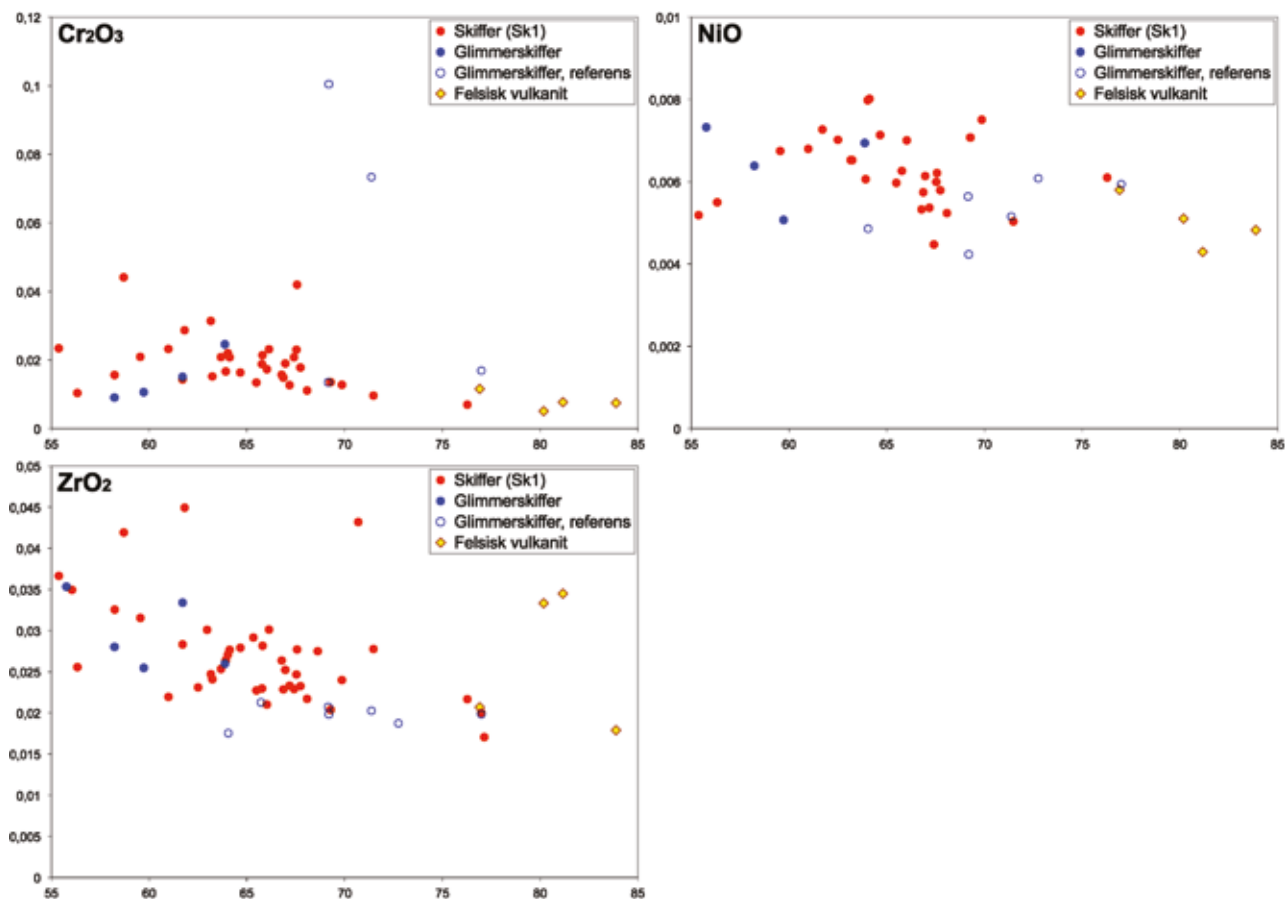 Cr₂O₃
Skiffer (Sk1)
Glimmerskiffer
Glimmerskiffer, referens
Felsisk vulkanit
0,12
0,1
0,08
0,06
0,04
0,02
0
55 60 65 70 75 80 85
NiO
Skiffer (Sk1)
Glimmerskiffer
Glimmerskiffer, referens
Felsisk vulkanit
0,01
0,008
0,006
0,004
0,002
0
55 60 65 70 75 80 85
ZrO₂
Skiffer (Sk1)
Glimmerskiffer
Glimmerskiffer, referens
Felsisk vulkanit
0,05
0,045
0,04
0,035
0,03
0,025
0,02
0,015
0,01
0,005
0
55 60 65 70 75 80 85